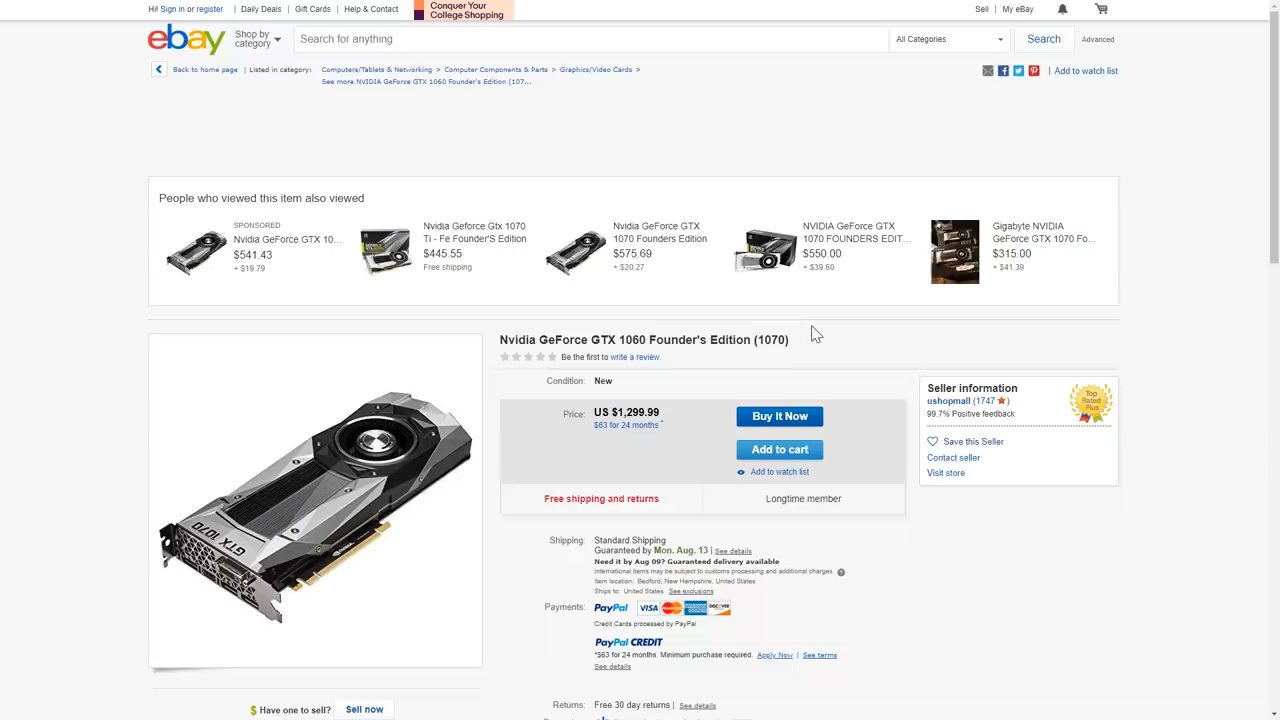 Hi! Sign in or register | Daily Deals | Gift Cards | Help & Contact
Conquer Your
College Shopping
Sell | My eBay
ebay
Shop by
category
Search for anything
All Categories
Search
Advanced
Back to home page | Listed in category: Computers/Tablets & Networking > Computer Components & Parts > Graphics/Video Cards >
See more NVIDIA GeForce GTX 1060 Founder's Edition (107...
| Add to watch list
People who viewed this item also viewed
SPONSORED
Nvidia GeForce GTX 10...
$541.43
+ $19.79
Nvidia Geforce Gtx 1070
Ti - Fe Founder'S Edition
$445.55
Free shipping
Nvidia GeForce GTX
1070 Founders Edition
$575.69
+ $20.27
NVIDIA GeForce GTX
1070 FOUNDERS EDIT...
$550.00
+ $39.60
Gigabyte NVIDIA
GeForce GTX 1070 Fo...
$315.00
+ $41.39
GTX 1070
Nvidia GeForce GTX 1060 Founder's Edition (1070)
Be the first to write a review.
Condition: New
Price: US $1,299.99
$63 for 24 months *
Buy It Now
Add to cart
Add to watch list
Free shipping and returns
Longtime member
Seller information
ushopmall (1747 )
99.7% Positive feedback
Top
Rated
Plus
Save this Seller
Contact seller
Visit store
Shipping: Standard Shipping
Guaranteed by Mon. Aug. 13 | See details
Need it by Aug 09? Guaranteed delivery available
International items may be subject to customs processing and additional charges.
Item location: Bedford, New Hampshire, United States
Ships to: United States See exclusions
Payments: PayPal VISA MasterCard DISCOVER
Credit Cards processed by PayPal
PayPal CREDIT
*$63 for 24 months. Minimum purchase required. Apply Now | See terms
See details
Returns: Free 30 day returns | See details
$ Have one to sell? Sell now